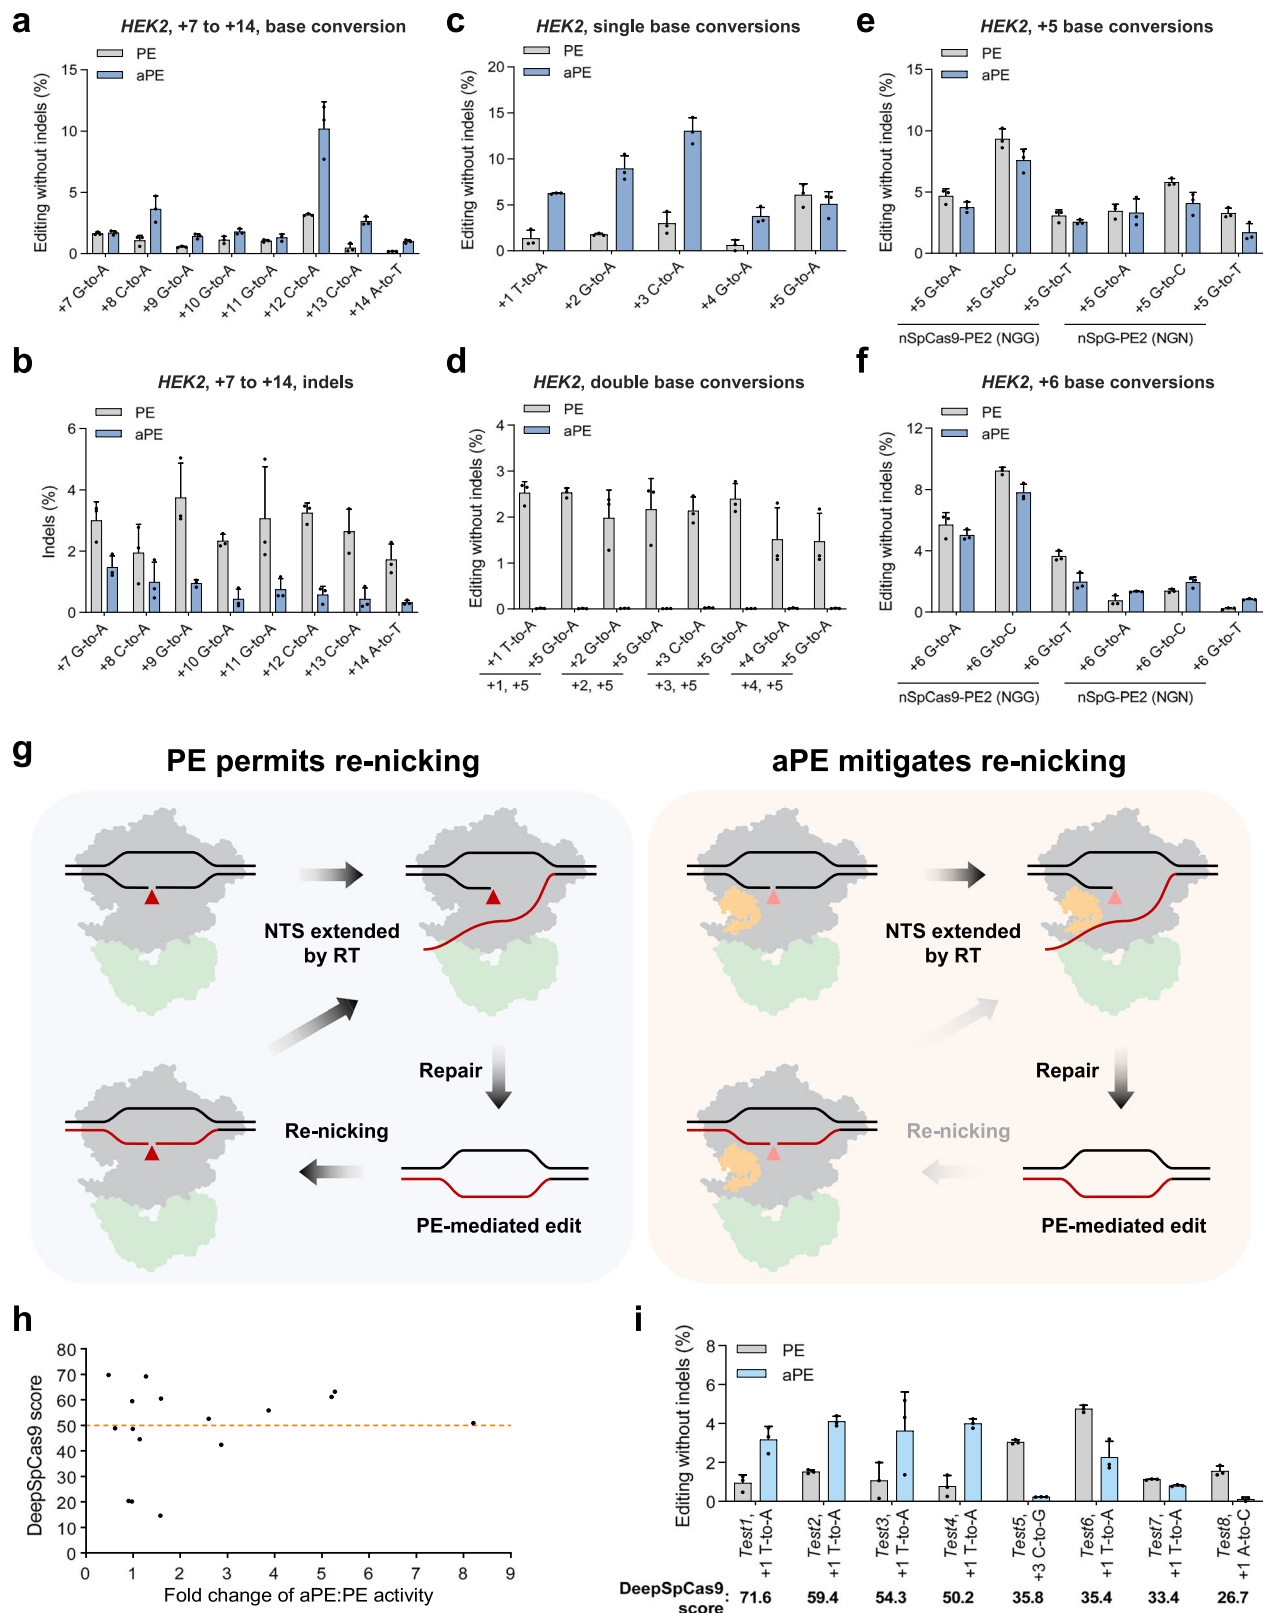 a
HEK2, +7 to +14, base conversion
PE
aPE
Editing without indels (%)
15
10
5
0
+7 G-to-A
+8 C-to-A
+9 G-to-A
+10 G-to-A
+11 G-to-A
+12 C-to-A
+13 C-to-A
+14 A-to-T
c
HEK2, single base conversions
PE
aPE
Editing without indels (%)
20
15
10
5
0
+1 T-to-A
+2 G-to-A
+3 C-to-A
+4 G-to-A
+5 G-to-A
e
HEK2, +5 base conversions
PE
aPE
Editing without indels (%)
15
10
5
0
+5 G-to-A
+5 G-to-C
+5 G-to-T
+5 G-to-A
+5 G-to-C
+5 G-to-T
nSpCas9-PE2 (NGG)
nSpG-PE2 (NGN)
b
HEK2, +7 to +14, indels
PE
aPE
Indels (%)
6
4
2
0
+7 G-to-A
+8 C-to-A
+9 G-to-A
+10 G-to-A
+11 G-to-A
+12 C-to-A
+13 C-to-A
+14 A-to-T
d
HEK2, double base conversions
PE
aPE
Editing without indels (%)
4
3
2
1
0
+1 T-to-A
+5 G-to-A
+2 G-to-A
+5 G-to-A
+3 C-to-A
+5 G-to-A
+4 G-to-A
+5 G-to-A
+1, +5
+2, +5
+3, +5
+4, +5
f
HEK2, +6 base conversions
PE
aPE
Editing without indels (%)
12
8
4
0
+6 G-to-A
+6 G-to-C
+6 G-to-T
+6 G-to-A
+6 G-to-C
+6 G-to-T
nSpCas9-PE2 (NGG)
nSpG-PE2 (NGN)
g
PE permits re-nicking
NTS extended
by RT
Repair
Re-nicking
PE-mediated edit
aPE mitigates re-nicking
NTS extended
by RT
Repair
Re-nicking
PE-mediated edit
h
DeepSpCas9 score
80
70
60
50
40
30
20
10
0
0 1 2 3 4 5 6 7 8 9
Fold change of aPE:PE activity
i
PE
aPE
Editing without indels (%)
8
6
4
2
0
Test1,
+1 T-to-A
Test2,
+1 T-to-A
Test3,
+1 T-to-A
Test4,
+1 T-to-A
Test5,
+3 C-to-G
Test6,
+1 T-to-A
Test7,
+1 T-to-A
Test8,
+1 A-to-C
DeepSpCas9
score
: 71.6 59.4 54.3 50.2 35.8 35.4 33.4 26.7